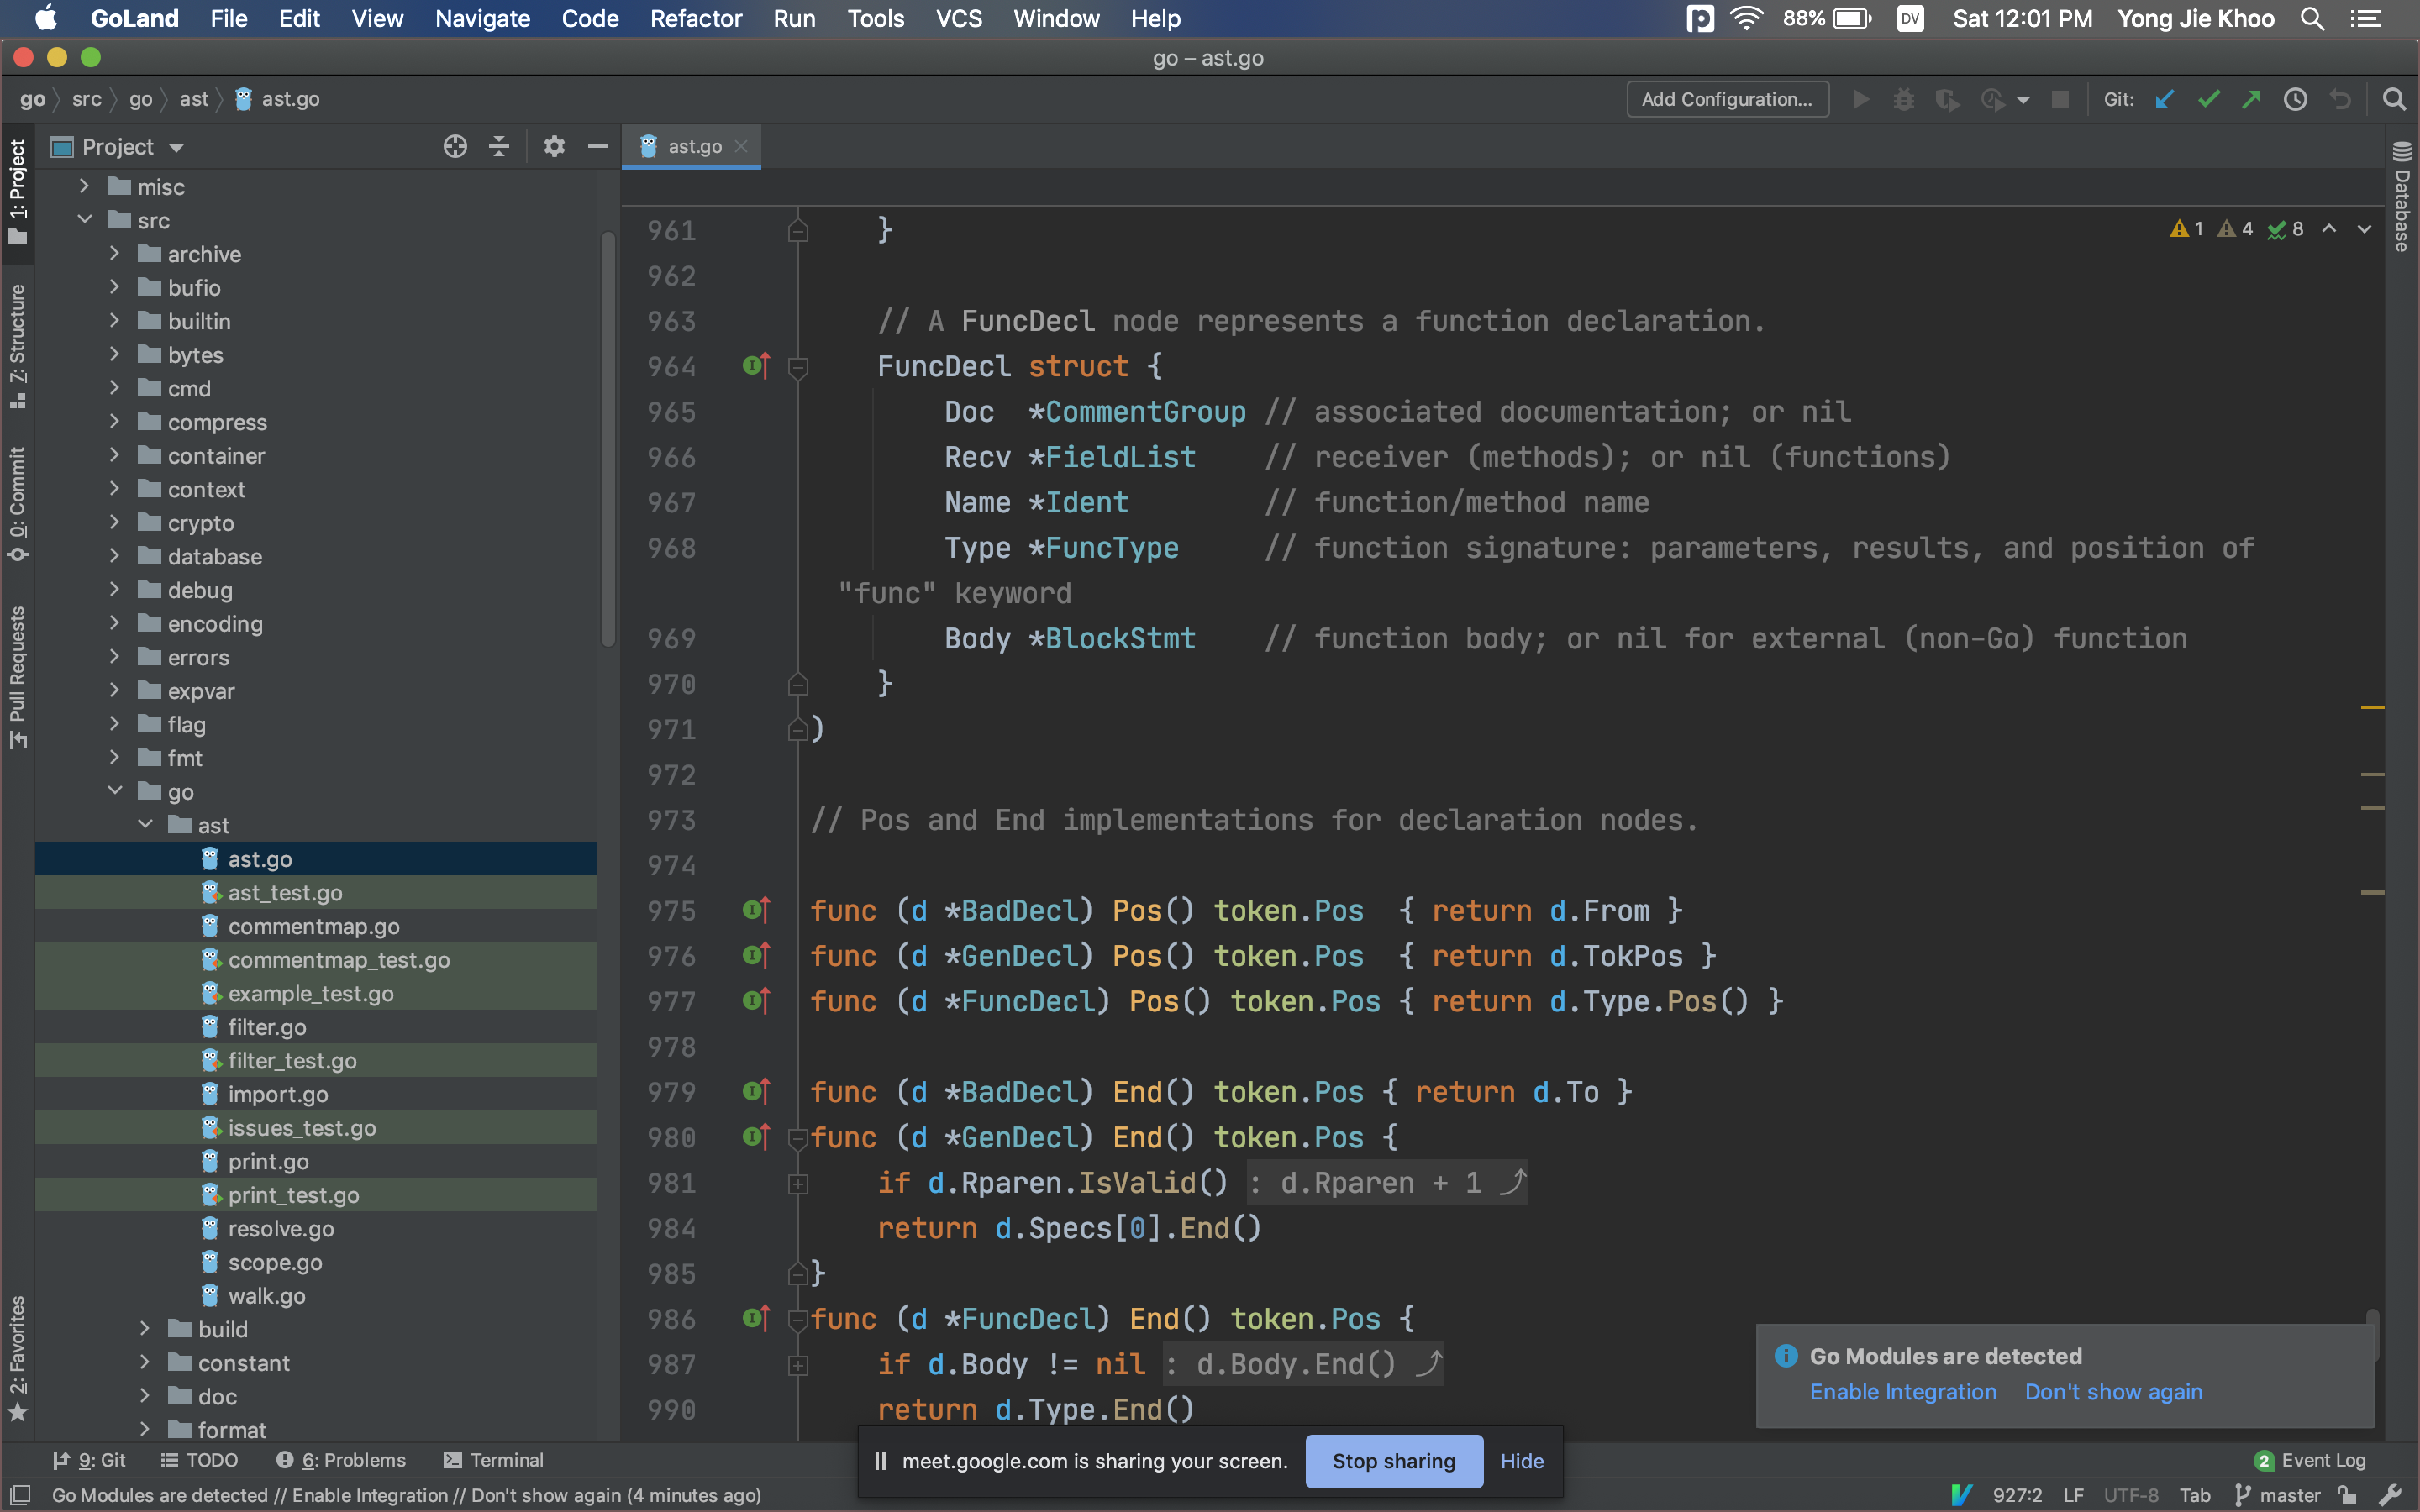 GoLand File Edit View Navigate Code Refactor Run Tools VCS Window Help 88% DV Sat 12:01 PM Yong Jie Khoo
go – ast.go
go src go ast ast.go Add Configuration... Git:
1: Project
7: Structure
0: Commit
Pull Requests
2: Favorites
Project
misc
src
archive
bufio
builtin
bytes
cmd
compress
container
context
crypto
database
debug
encoding
errors
expvar
flag
fmt
go
ast
ast.go
ast_test.go
commentmap.go
commentmap_test.go
example_test.go
filter.go
filter_test.go
import.go
issues_test.go
print.go
print_test.go
resolve.go
scope.go
walk.go
build
constant
doc
format
ast.go
1 4 8
961 }
962
963 // A FuncDecl node represents a function declaration.
964 FuncDecl struct {
965 Doc *CommentGroup // associated documentation; or nil
966 Recv *FieldList // receiver (methods); or nil (functions)
967 Name *Ident // function/method name
968 Type *FuncType // function signature: parameters, results, and position of
"func" keyword
969 Body *BlockStmt // function body; or nil for external (non-Go) function
970 }
971 )
972
973 // Pos and End implementations for declaration nodes.
974
975 func (d *BadDecl) Pos() token.Pos { return d.From }
976 func (d *GenDecl) Pos() token.Pos { return d.TokPos }
977 func (d *FuncDecl) Pos() token.Pos { return d.Type.Pos() }
978
979 func (d *BadDecl) End() token.Pos { return d.To }
980 func (d *GenDecl) End() token.Pos {
981 if d.Rparen.IsValid() : d.Rparen + 1
984 return d.Specs[0].End()
985 }
986 func (d *FuncDecl) End() token.Pos {
987 if d.Body != nil : d.Body.End()
990 return d.Type.End()
Database
Go Modules are detected
Enable Integration Don't show again
meet.google.com is sharing your screen. Stop sharing Hide
9: Git TODO 6: Problems Terminal 2 Event Log
Go Modules are detected // Enable Integration // Don't show again (4 minutes ago) 927:2 LF UTF-8 Tab master